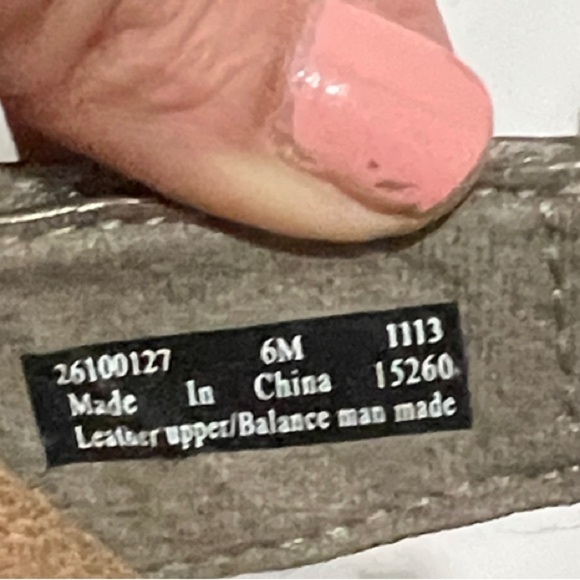 26100127 6M 1113
Made In China 15260
Leather upper/Balance man made